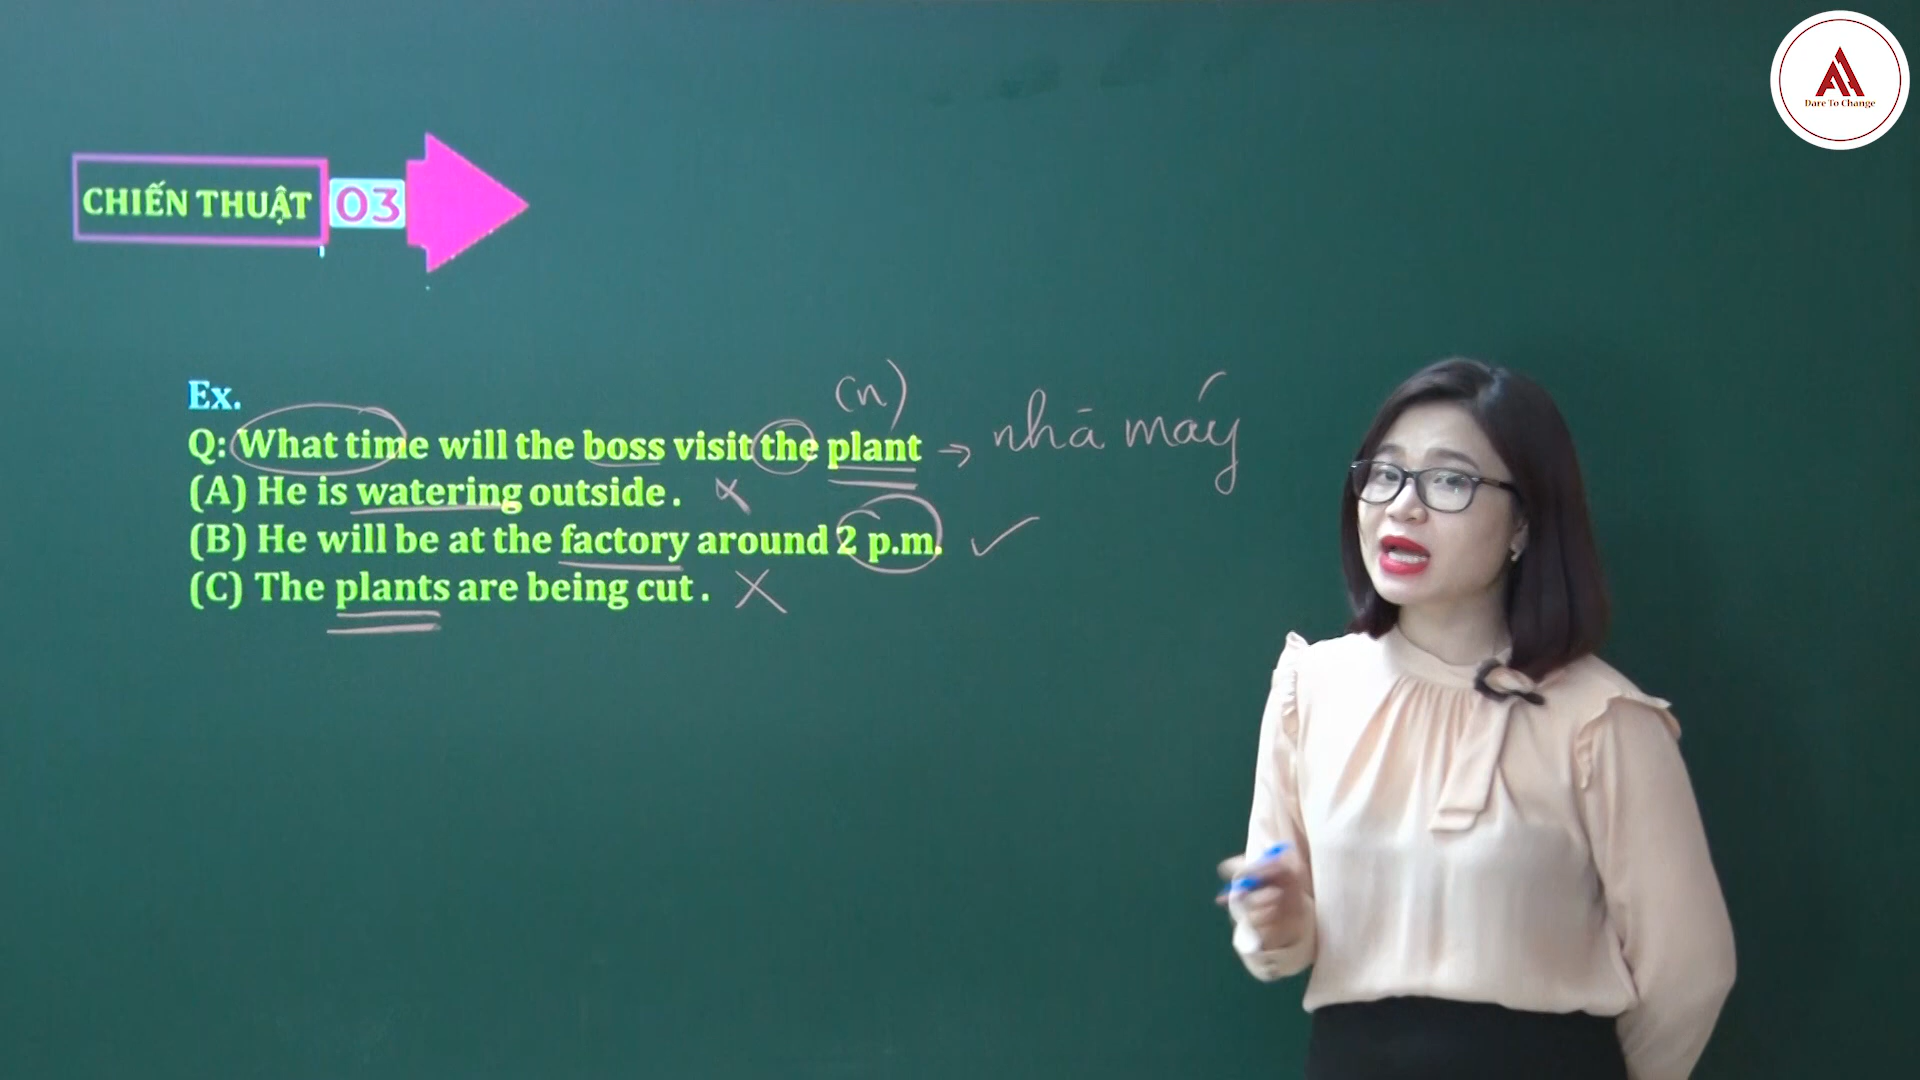 Dare To Change
CHIẾN THUẬT 03
Ex.
(n)
Q: What time will the boss visit the plant → nhà máy
(A) He is watering outside . x
(B) He will be at the factory around 2 p.m. ✓
(C) The plants are being cut . X